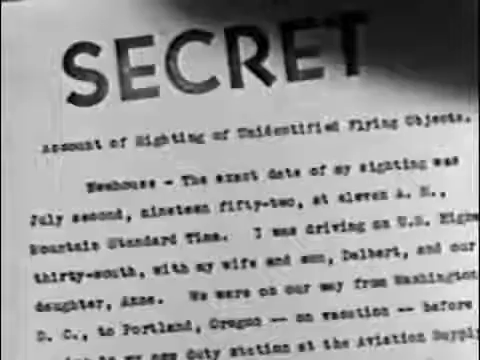 SECRET
Account of Sighting of Unidentified Flying Objects.
Newhouse - The exact date of my sighting was
July second, nineteen fifty-two, at eleven A. M.,
Mountain Standard Time. I was driving on U.S. Highw
thirty-south, with my wife and son, Delbert, and our
daughter, Anne. We were on our way from Washington
D. C., to Portland, Oregon -- on vacation -- before
to my new duty station at the Aviation Supply